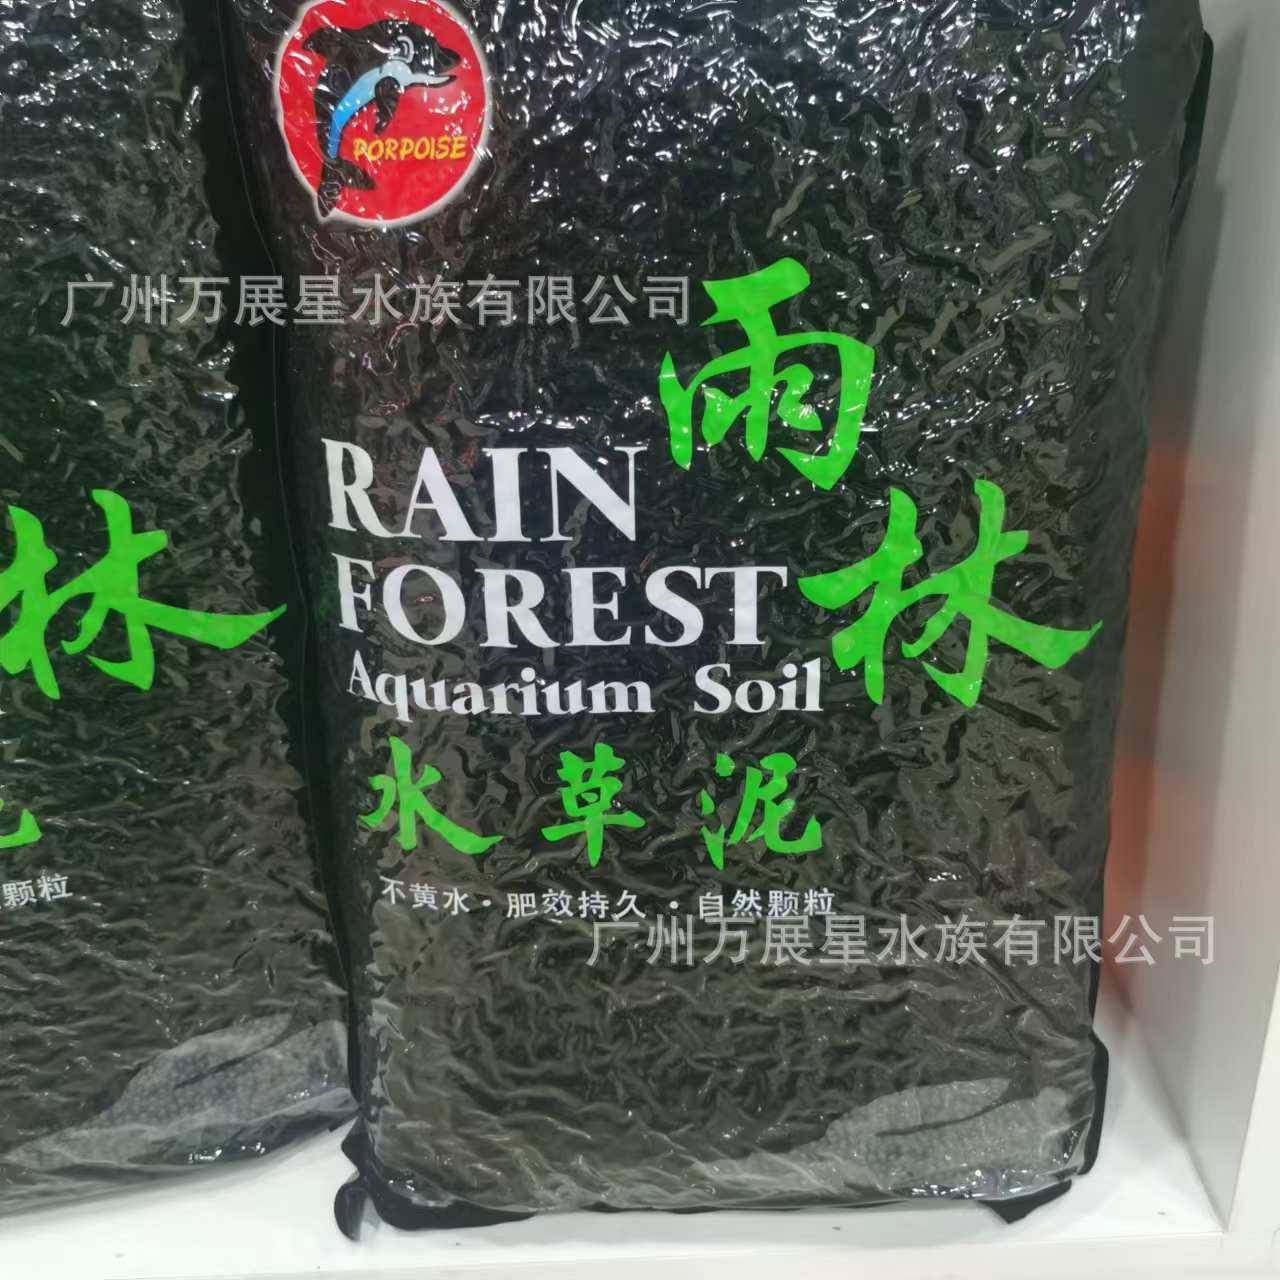 PORPOISE
广州万展星水族有限公司
雨林
RAIN
FOREST
Aquarium Soil
水草泥
不黄水·肥效持久·自然颗粒
广州万展星水族有限公司
林
颗粒